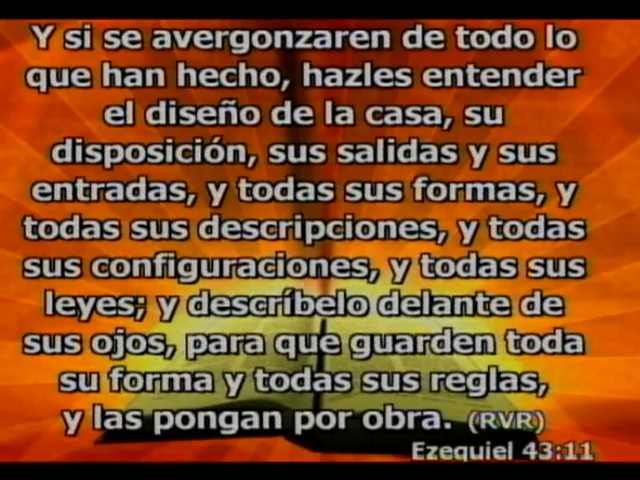 Y si se avergonzaren de todo lo
que han hecho, hazles entender
el diseño de la casa, su
disposición, sus salidas y sus
entradas, y todas sus formas, y
todas sus descripciones, y todas
sus configuraciones, y todas sus
leyes; y descríbelo delante de
sus ojos, para que guarden toda
su forma y todas sus reglas,
y las pongan por obra. (RVR)
Ezequiel 43:11